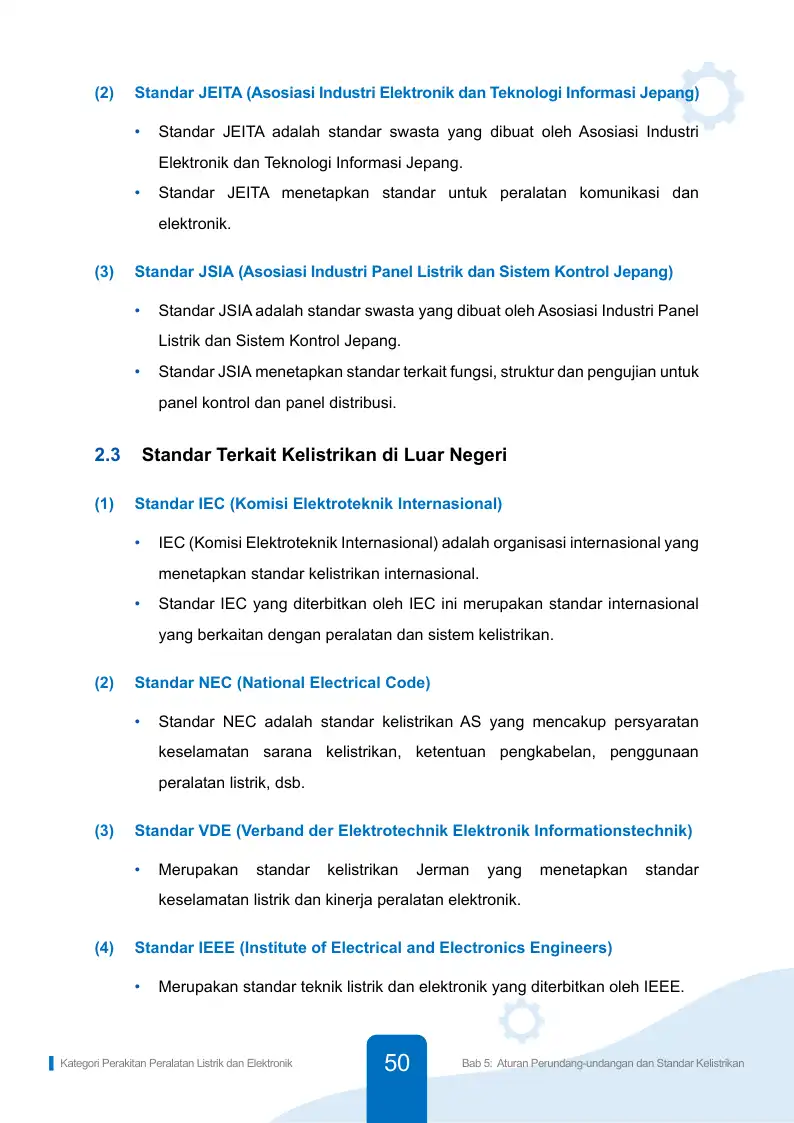 (2) Standar JEITA (Asosiasi Industri Elektronik dan Teknologi Informasi Jepang)
• Standar JEITA adalah standar swasta yang dibuat oleh Asosiasi Industri
Elektronik dan Teknologi Informasi Jepang.
• Standar JEITA menetapkan standar untuk peralatan komunikasi dan
elektronik.
(3) Standar JSIA (Asosiasi Industri Panel Listrik dan Sistem Kontrol Jepang)
• Standar JSIA adalah standar swasta yang dibuat oleh Asosiasi Industri Panel
Listrik dan Sistem Kontrol Jepang.
• Standar JSIA menetapkan standar terkait fungsi, struktur dan pengujian untuk
panel kontrol dan panel distribusi.
2.3 Standar Terkait Kelistrikan di Luar Negeri
(1) Standar IEC (Komisi Elektroteknik Internasional)
• IEC (Komisi Elektroteknik Internasional) adalah organisasi internasional yang
menetapkan standar kelistrikan internasional.
• Standar IEC yang diterbitkan oleh IEC ini merupakan standar internasional
yang berkaitan dengan peralatan dan sistem kelistrikan.
(2) Standar NEC (National Electrical Code)
• Standar NEC adalah standar kelistrikan AS yang mencakup persyaratan
keselamatan sarana kelistrikan, ketentuan pengkabelan, penggunaan
peralatan listrik, dsb.
(3) Standar VDE (Verband der Elektrotechnik Elektronik Informationstechnik)
• Merupakan standar kelistrikan Jerman yang menetapkan standar
keselamatan listrik dan kinerja peralatan elektronik.
(4) Standar IEEE (Institute of Electrical and Electronics Engineers)
• Merupakan standar teknik listrik dan elektronik yang diterbitkan oleh IEEE.
Kategori Perakitan Peralatan Listrik dan Elektronik
50
Bab 5: Aturan Perundang-undangan dan Standar Kelistrikan